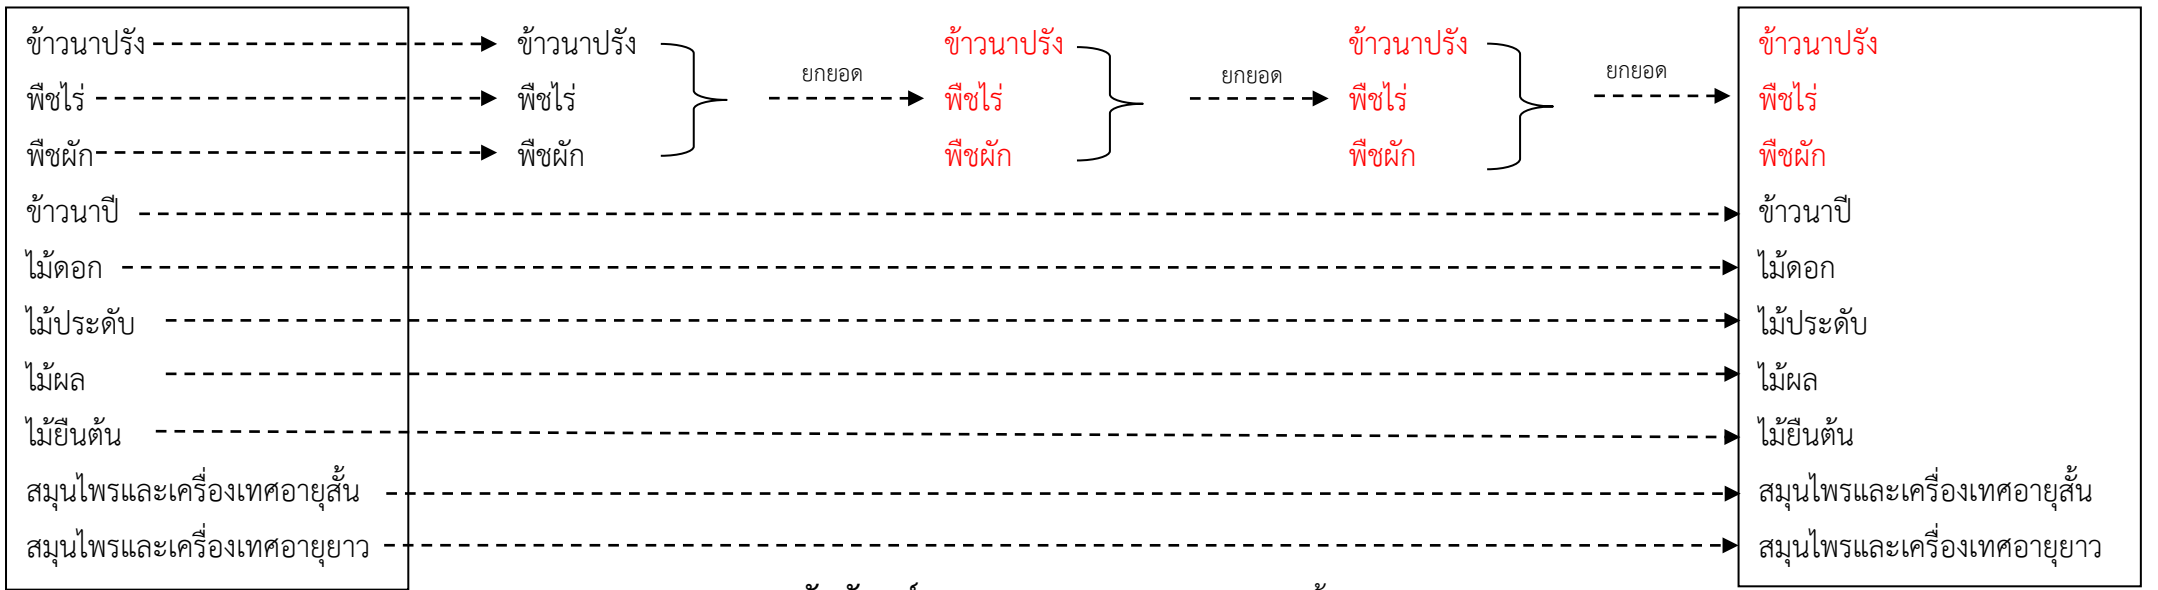 ข้าวนาปรัง ข้าวนาปรัง ข้าวนาปรัง ข้าวนาปรัง ข้าวนาปรัง
ยกยอด ยกยอด ยกยอด
พืชไร่ พืชไร่ พืชไร่ พืชไร่ พืชไร่
พืชผัก พืชผัก พืชผัก พืชผัก พืชผัก
ข้าวนาปี ข้าวนาปี
ไม้ดอก ไม้ดอก
ไม้ประดับ ไม้ประดับ
ไม้ผล ไม้ผล
ไม้ยืนต้น ไม้ยืนต้น
สมุนไพรและเครื่องเทศอายุสั้น สมุนไพรและเครื่องเทศอายุสั้น
สมุนไพรและเครื่องเทศอายุยาว สมุนไพรและเครื่องเทศอายุยาว